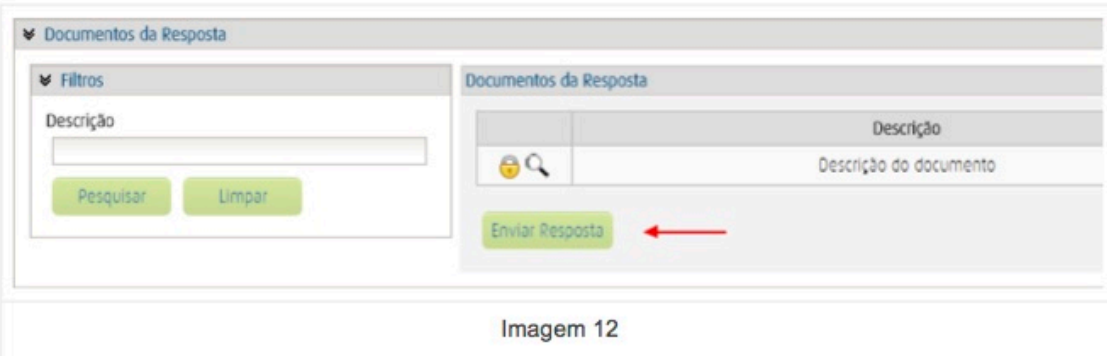 Documentos da Resposta
Filtros
Descrição
Pesquisar
Limpar
Documentos da Resposta
Descrição
Descrição do documento
Enviar Resposta
Imagem 12